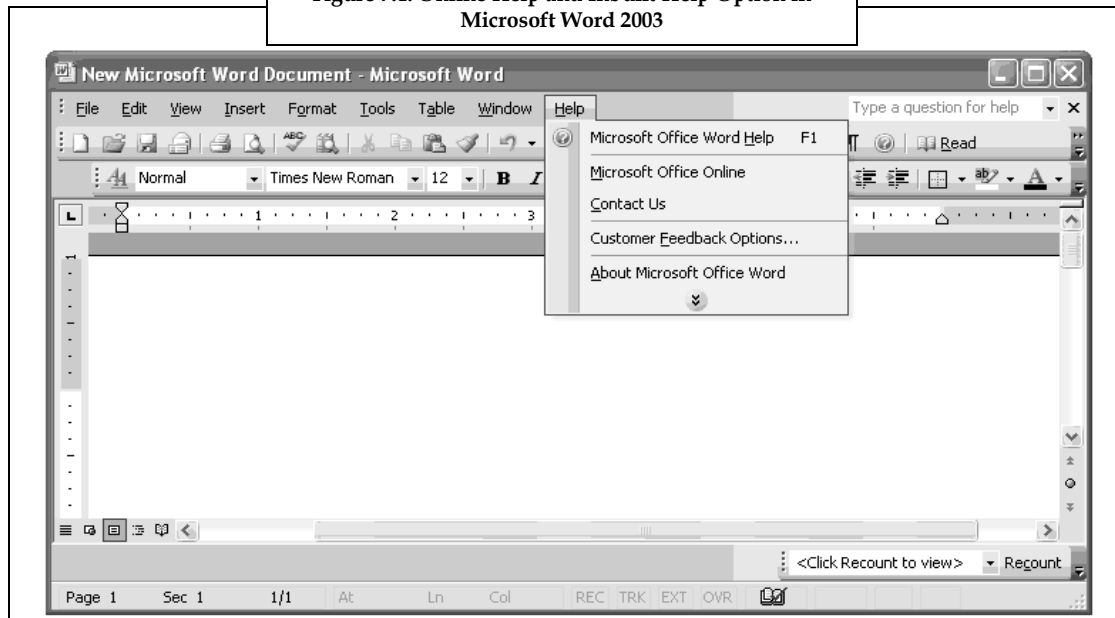 Microsoft Word 2003
New Microsoft Word Document - Microsoft Word
File Edit View Insert Format Tools Table Window Help Type a question for help
Microsoft Office Word Help F1
Read
Microsoft Office Online
Normal Times New Roman 12 B I
Contact Us
1 2 3
Customer Feedback Options...
About Microsoft Office Word
<Click Recount to view> Recount
Page 1 Sec 1 1/1 At Ln Col REC TRK EXT OVR